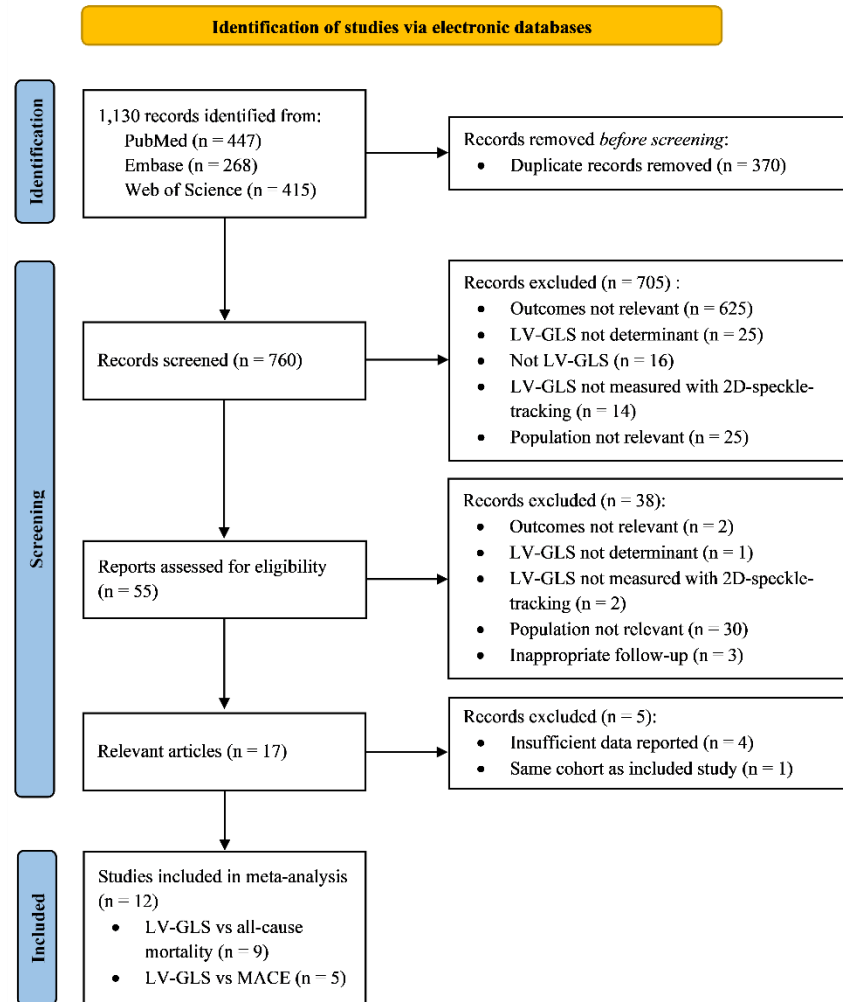 Identification of studies via electronic databases
Identification
1,130 records identified from:
PubMed (n = 447)
Embase (n = 268)
Web of Science (n = 415)
Records removed before screening:
• Duplicate records removed (n = 370)
Screening
Records screened (n = 760)
Records excluded (n = 705) :
• Outcomes not relevant (n = 625)
• LV-GLS not determinant (n = 25)
• Not LV-GLS (n = 16)
• LV-GLS not measured with 2D-speckle-
tracking (n = 14)
• Population not relevant (n = 25)
Reports assessed for eligibility
(n = 55)
Records excluded (n = 38):
• Outcomes not relevant (n = 2)
• LV-GLS not determinant (n = 1)
• LV-GLS not measured with 2D-speckle-
tracking (n = 2)
• Population not relevant (n = 30)
• Inappropriate follow-up (n = 3)
Relevant articles (n = 17)
Records excluded (n = 5):
• Insufficient data reported (n = 4)
• Same cohort as included study (n = 1)
Included
Studies included in meta-analysis
(n = 12)
• LV-GLS vs all-cause
mortality (n = 9)
• LV-GLS vs MACE (n = 5)